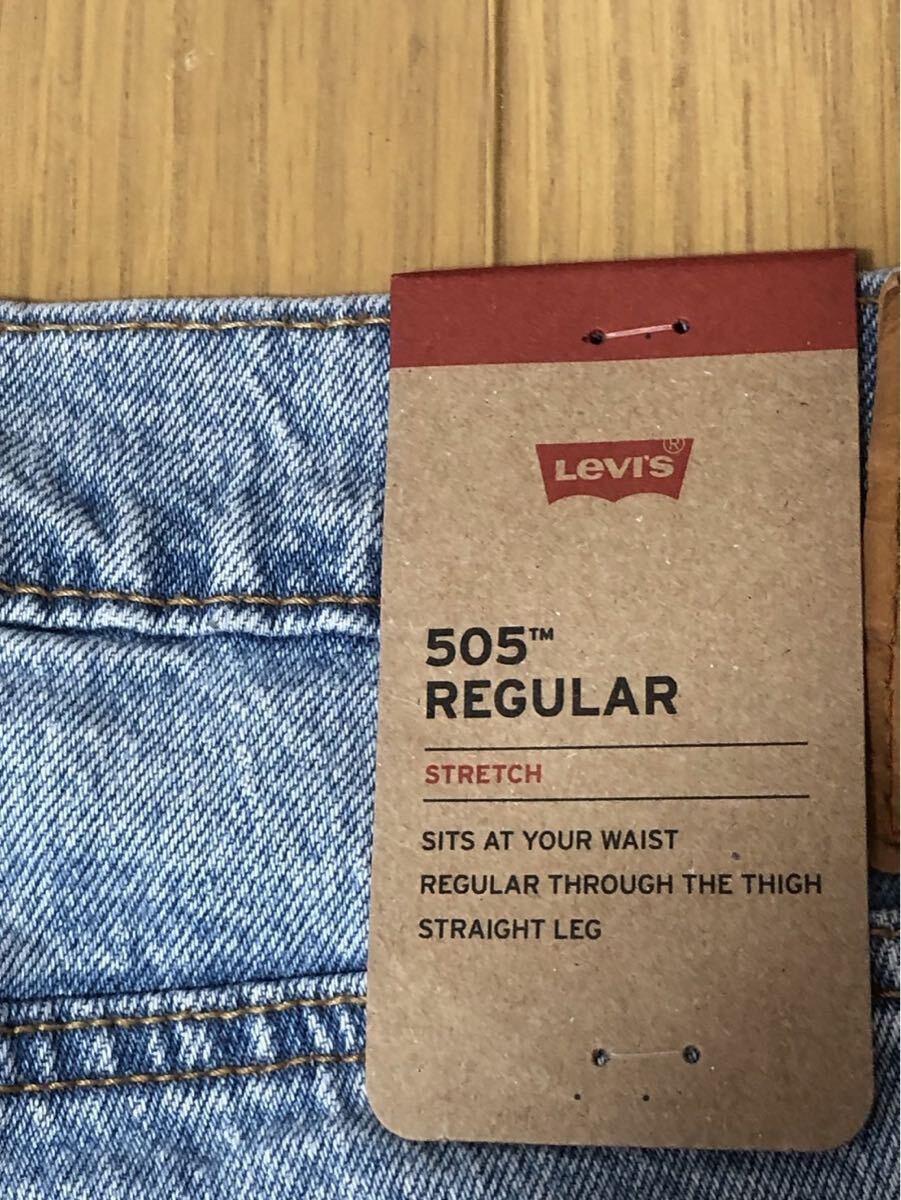 Levi's®
505™
REGULAR
STRETCH
SITS AT YOUR WAIST
REGULAR THROUGH THE THIGH
STRAIGHT LEG